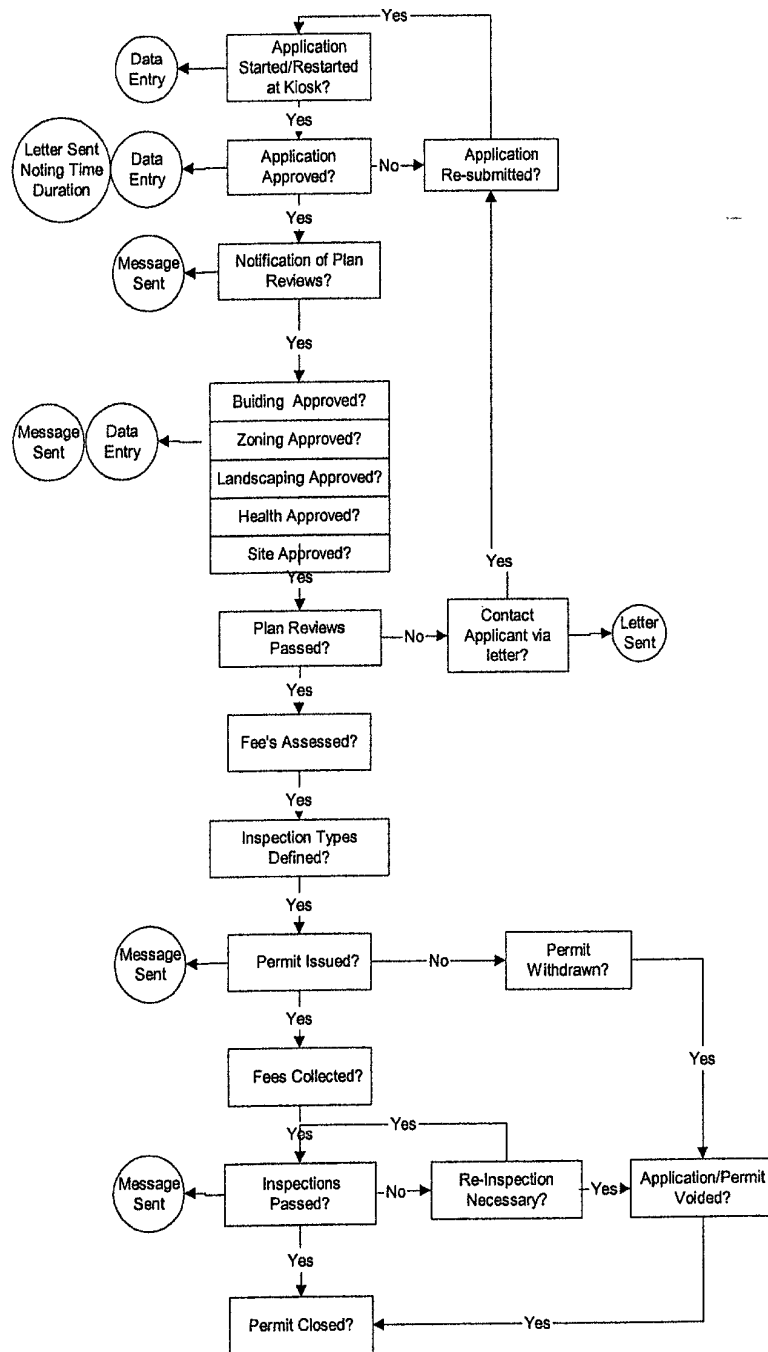 Yes
Application
Started/Restarted
at Kiosk?
Data
Entry
Yes
Letter Sent
Noting Time
Duration
Data
Entry
Application
Approved?
No
Application
Re-submitted?
Yes
Message
Sent
Notification of Plan
Reviews?
Yes
Buiding Approved?
Message
Sent
Data
Entry
Zoning Approved?
Landscaping Approved?
Health Approved?
Site Approved?
Yes
Yes
Plan Reviews
Passed?
No
Contact
Applicant via
letter?
Letter
Sent
Yes
Fee's Assessed?
Yes
Inspection Types
Defined?
Yes
Message
Sent
Permit Issued?
No
Permit
Withdrawn?
Yes
Yes
Fees Collected?
Yes
Yes
Message
Sent
Inspections
Passed?
No
Re-Inspection
Necessary?
Yes
Application/Permit
Voided?
Yes
Permit Closed?
Yes